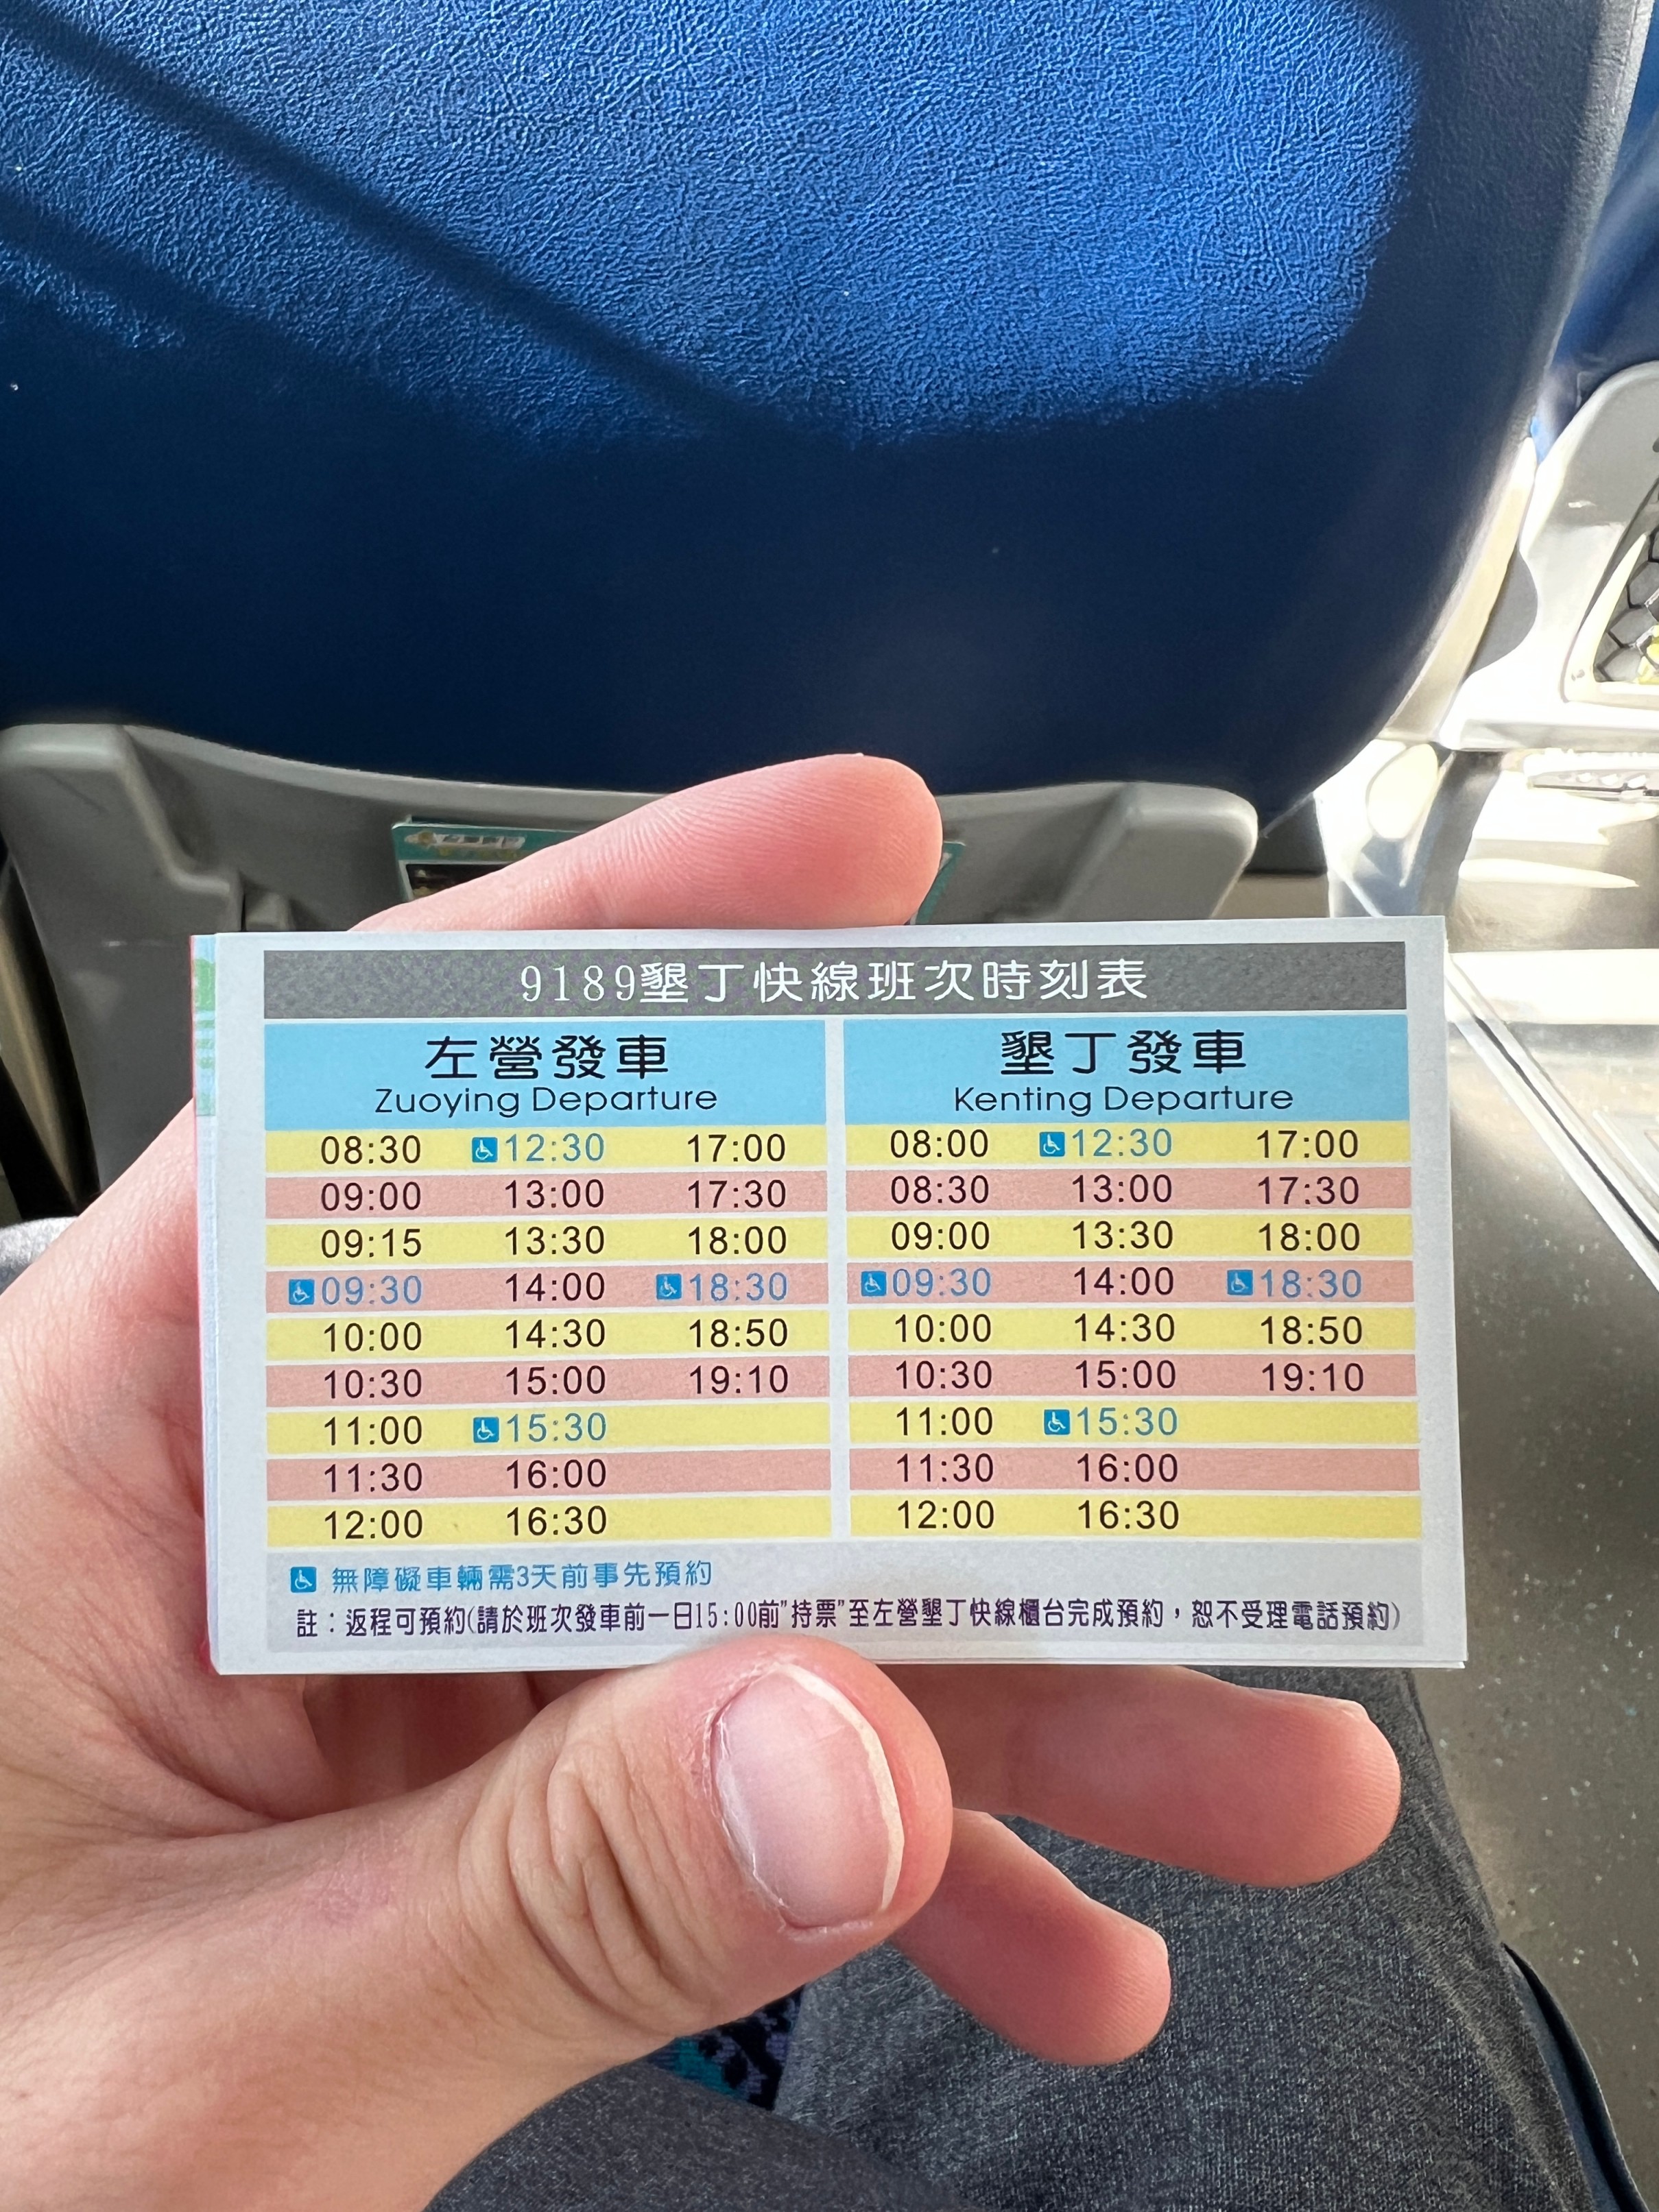 9189墾丁快線班次時刻表
左營發車 墾丁發車
Zuoying Departure Kenting Departure
08:30 12:30 17:00 08:00 12:30 17:00
09:00 13:00 17:30 08:30 13:00 17:30
09:15 13:30 18:00 09:00 13:30 18:00
09:30 14:00 18:30 09:30 14:00 18:30
10:00 14:30 18:50 10:00 14:30 18:50
10:30 15:00 19:10 10:30 15:00 19:10
11:00 15:30 11:00 15:30
11:30 16:00 11:30 16:00
12:00 16:30 12:00 16:30
無障礙車輛需3天前事先預約
註：返程可預約(請於班次發車前一日15:00前"持票"至左營墾丁快線櫃台完成預約，恕不受理電話預約)